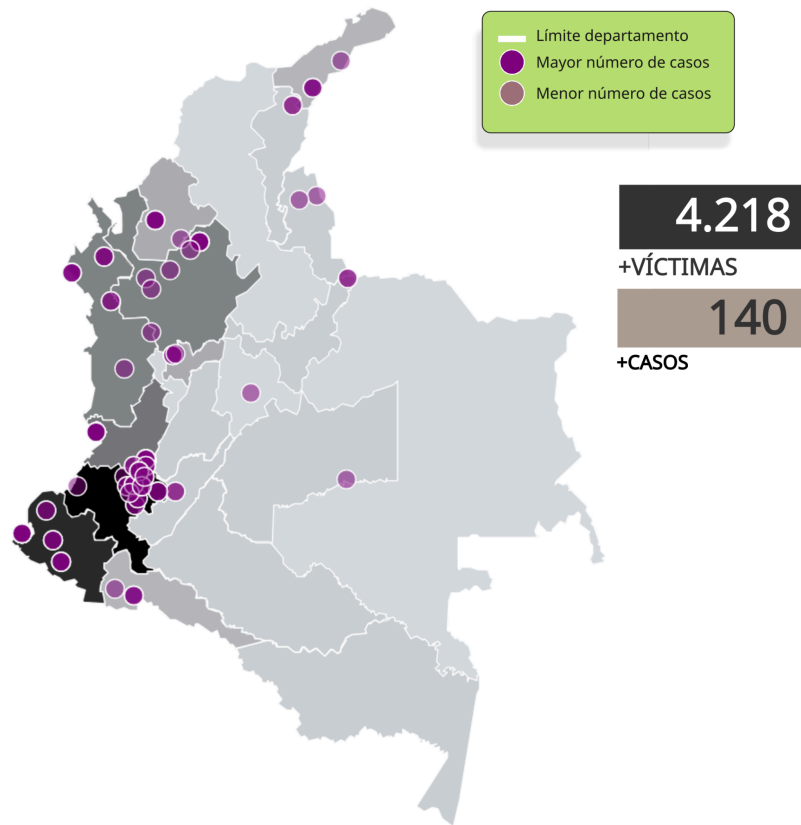 Límite departamento
Mayor número de casos
Menor número de casos
4.218
+VÍCTIMAS
140
+CASOS